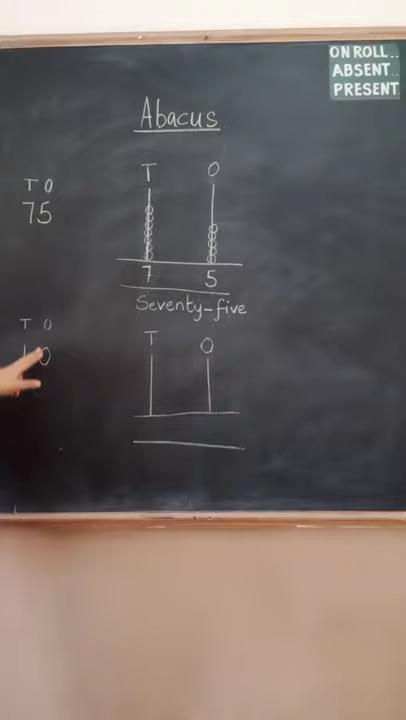 ON ROLL..
ABSENT..
PRESENT
Abacus
T O
75
T O
7 5
Seventy-five
T O
T O